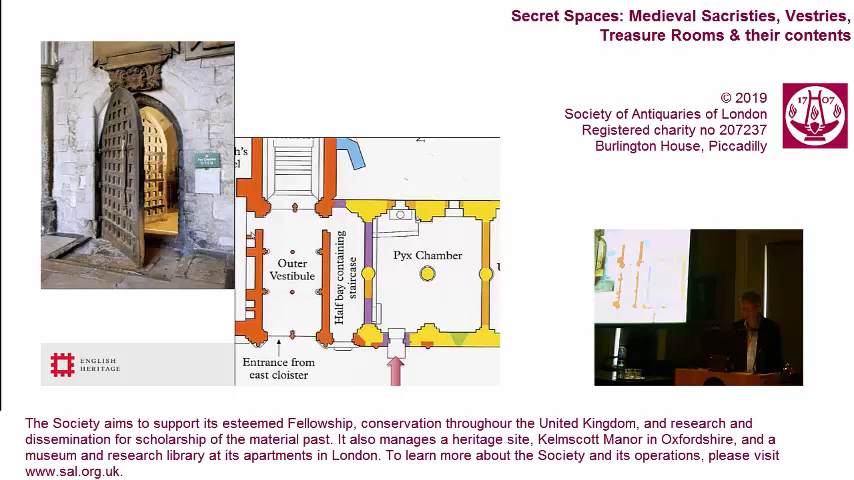 Secret Spaces: Medieval Sacristies, Vestries,
Treasure Rooms & their contents
© 2019
Society of Antiquaries of London
Registered charity no 207237
Burlington House, Piccadilly
1707
Pyx Chamber
h's
el
Outer
Vestibule
Half bay containing
staircase
Pyx Chamber
Entrance from
east cloister
ENGLISH
HERITAGE
The Society aims to support its esteemed Fellowship, conservation throughour the United Kingdom, and research and
dissemination for scholarship of the material past. It also manages a heritage site, Kelmscott Manor in Oxfordshire, and a
museum and research library at its apartments in London. To learn more about the Society and its operations, please visit
www.sal.org.uk.